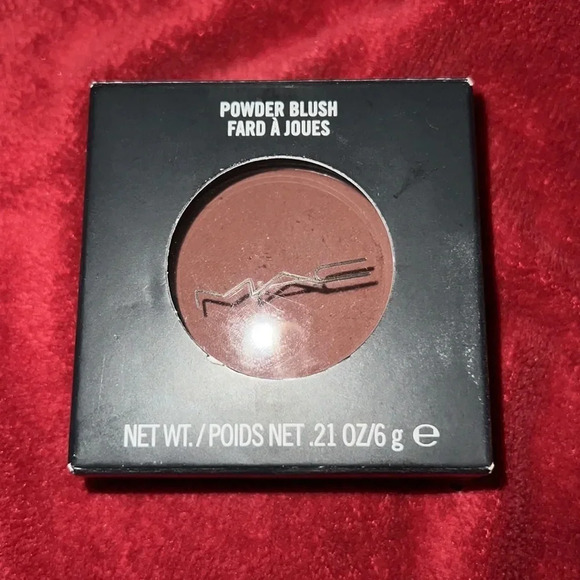 POWDER BLUSH
FARD À JOUES
MAC
NET WT./POIDS NET .21 OZ/6 g ℮